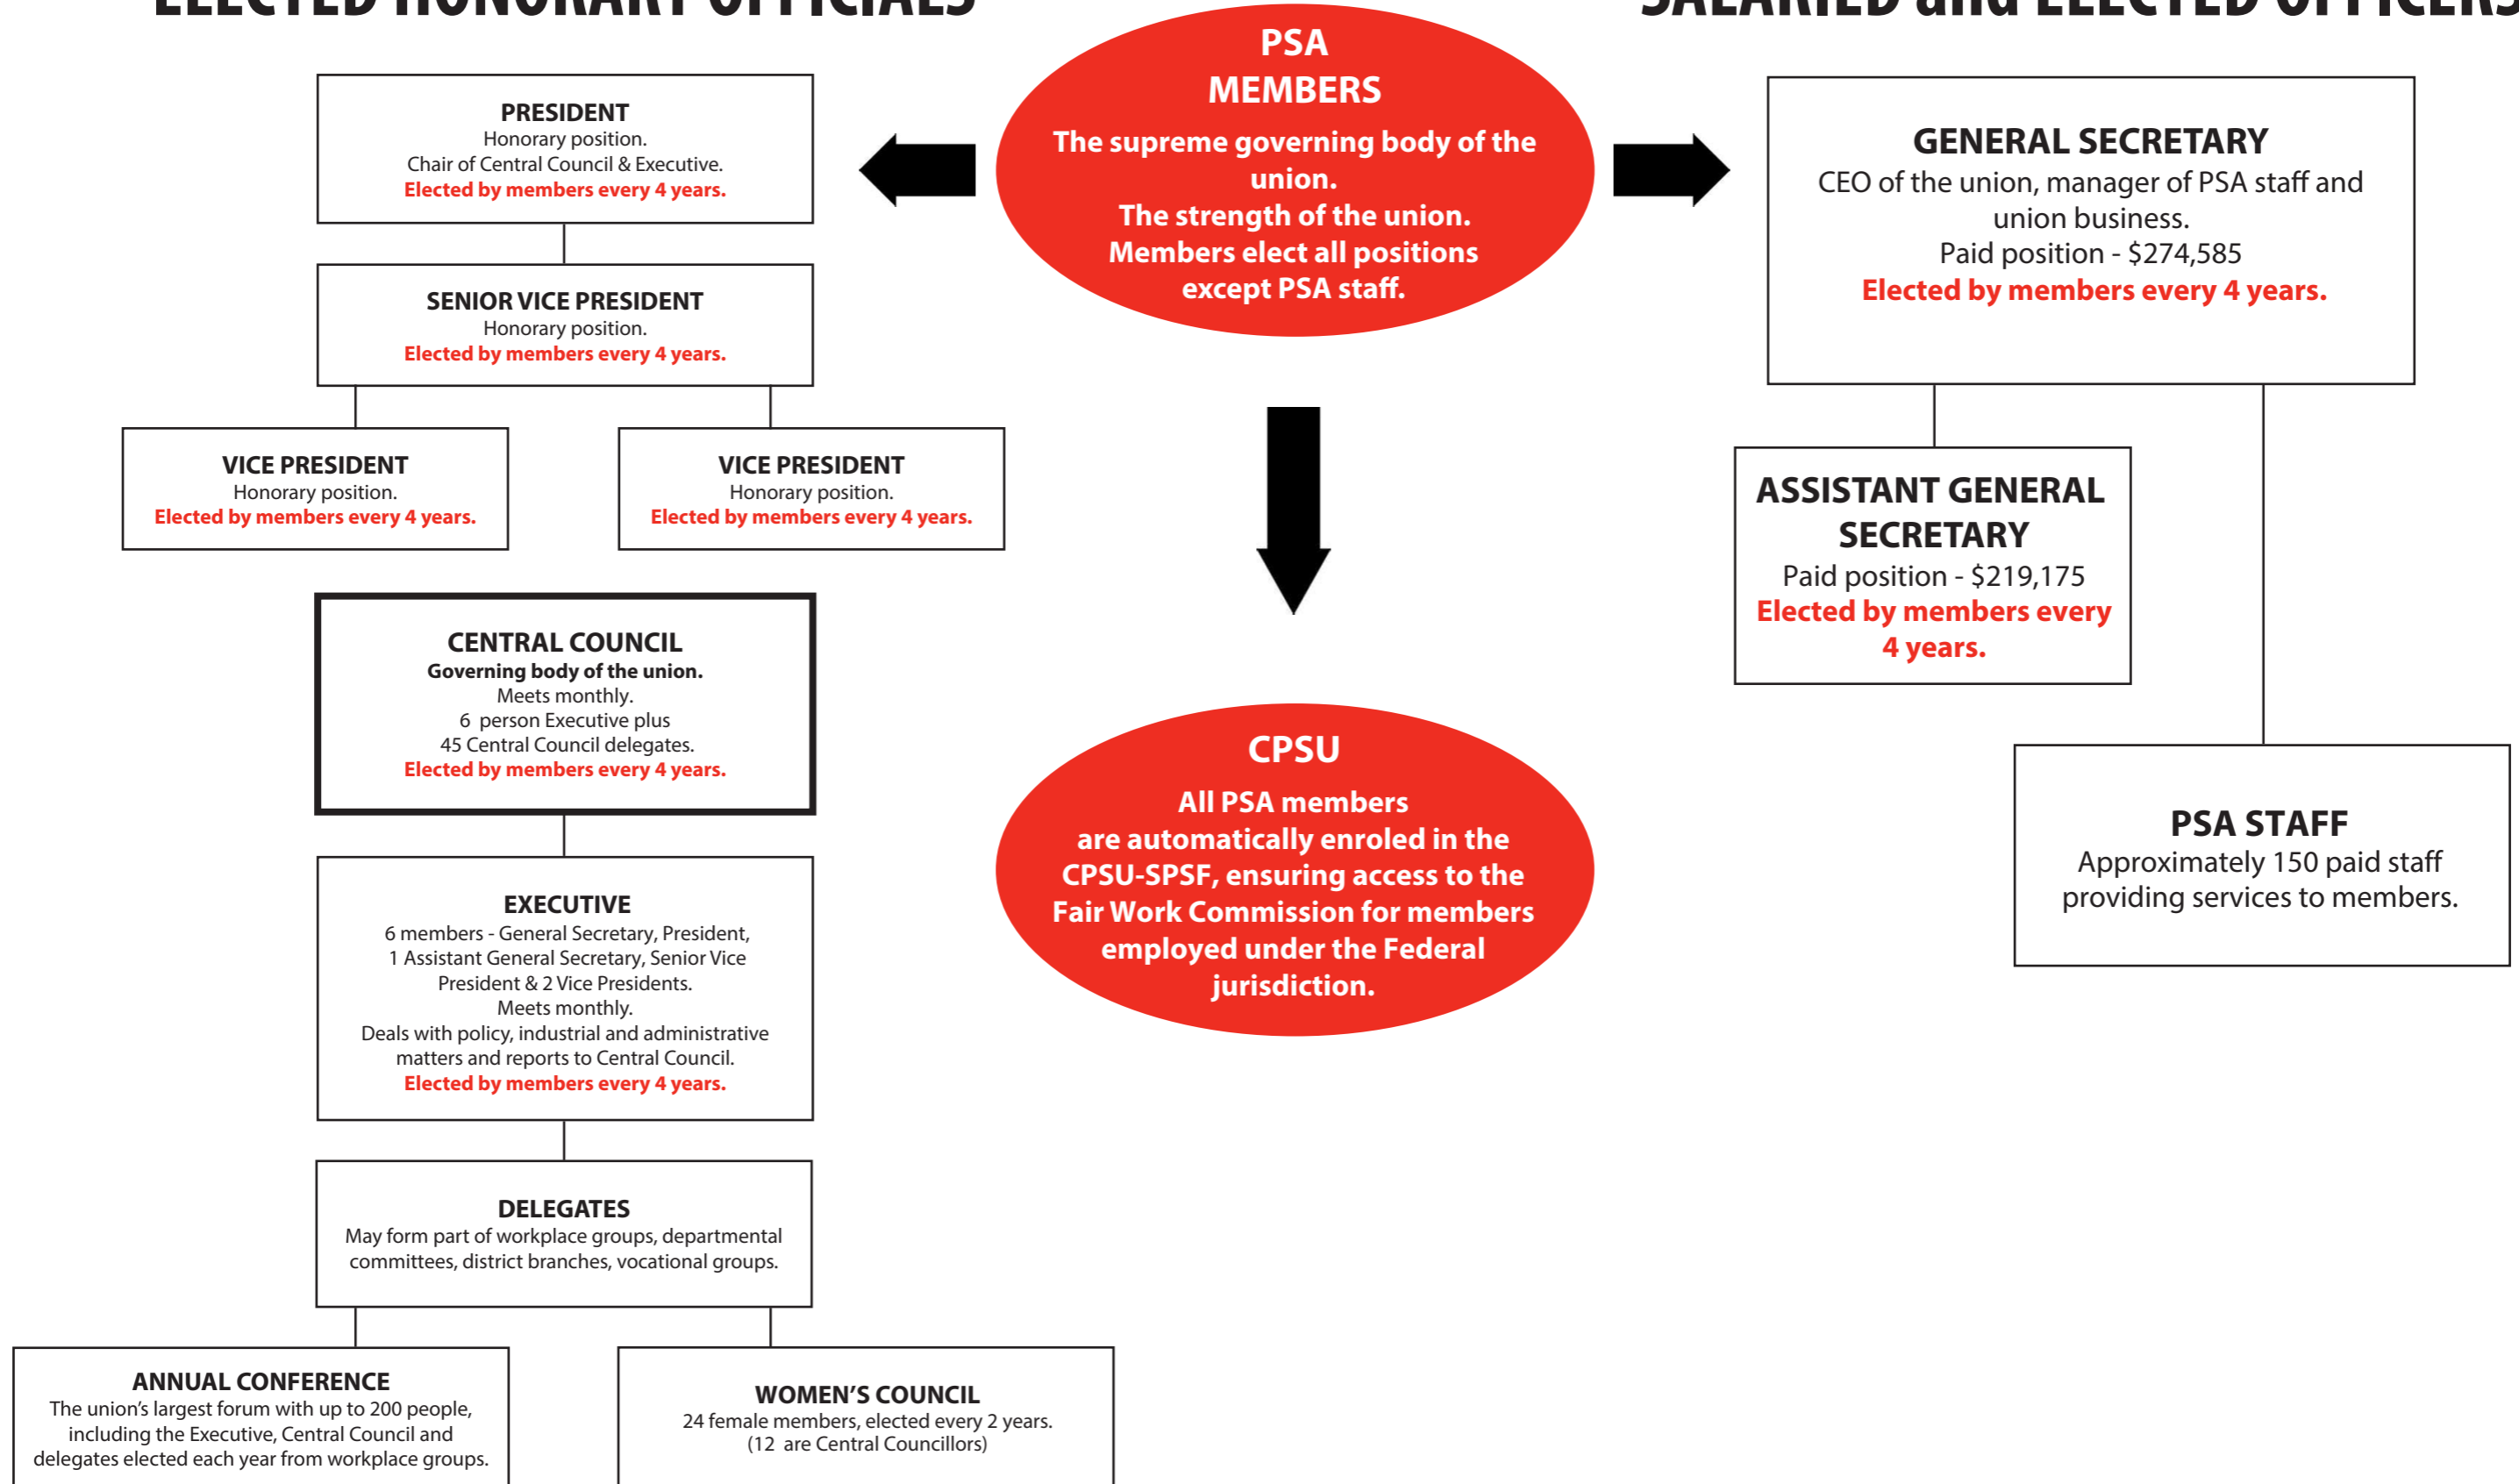 ELECTED HONORARY OFFICIALS
SALARIED and ELECTED OFFICERS
PSA
MEMBERS
The supreme governing body of the
union.
The strength of the union.
Members elect all positions
except PSA staff.
PRESIDENT
Honorary position.
Chair of Central Council & Executive.
Elected by members every 4 years.
SENIOR VICE PRESIDENT
Honorary position.
Elected by members every 4 years.
VICE PRESIDENT
Honorary position.
Elected by members every 4 years.
VICE PRESIDENT
Honorary position.
Elected by members every 4 years.
CENTRAL COUNCIL
Governing body of the union.
Meets monthly.
6 person Executive plus
45 Central Council delegates.
Elected by members every 4 years.
EXECUTIVE
6 members - General Secretary, President,
1 Assistant General Secretary, Senior Vice
President & 2 Vice Presidents.
Meets monthly.
Deals with policy, industrial and administrative
matters and reports to Central Council.
Elected by members every 4 years.
DELEGATES
May form part of workplace groups, departmental
committees, district branches, vocational groups.
ANNUAL CONFERENCE
The union’s largest forum with up to 200 people,
including the Executive, Central Council and
delegates elected each year from workplace groups.
WOMEN’S COUNCIL
24 female members, elected every 2 years.
(12 are Central Councillors)
CPSU
All PSA members
are automatically enroled in the
CPSU-SPSF, ensuring access to the
Fair Work Commission for members
employed under the Federal
jurisdiction.
GENERAL SECRETARY
CEO of the union, manager of PSA staff and
union business.
Paid position - $274,585
Elected by members every 4 years.
ASSISTANT GENERAL
SECRETARY
Paid position - $219,175
Elected by members every
4 years.
PSA STAFF
Approximately 150 paid staff
providing services to members.